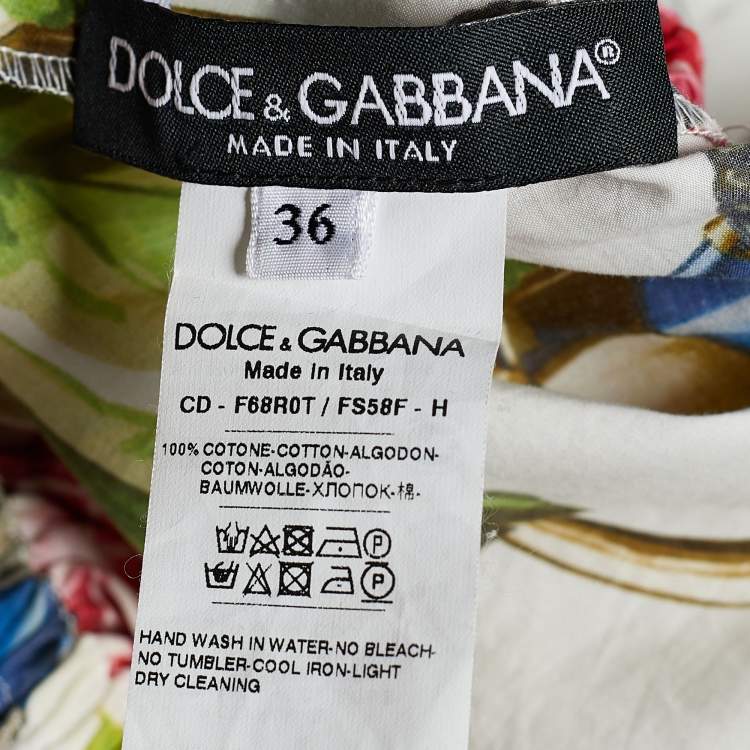 DOLCE & GABBANA®
MADE IN ITALY
36
DOLCE & GABBANA
Made in Italy
CD - F68R0T / FS58F - H
100% COTONE-COTTON-ALGODON-
COTON-ALGODÃO-
BAUMWOLLE-ХЛОПОК-棉-
P
P
HAND WASH IN WATER-NO BLEACH-
NO TUMBLER-COOL IRON-LIGHT
DRY CLEANING